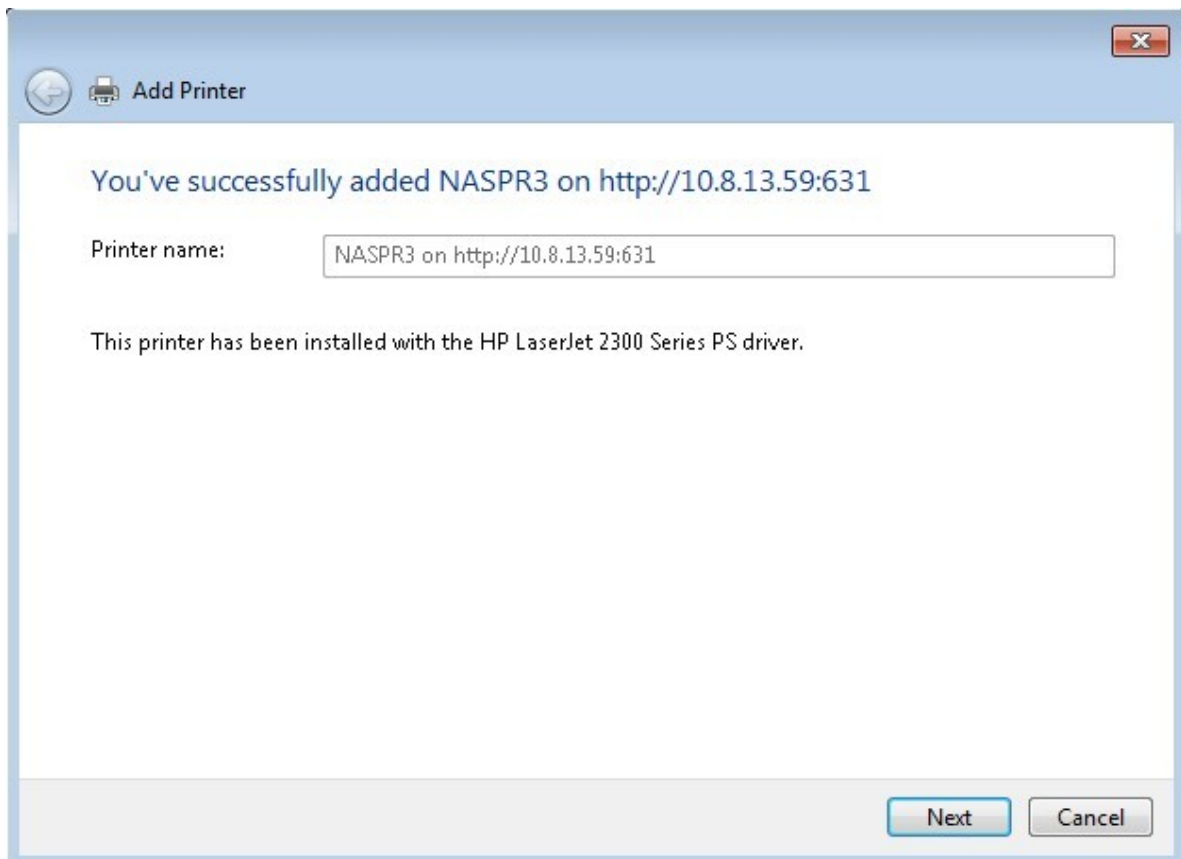 Add Printer
You've successfully added NASPR3 on http://10.8.13.59:631
Printer name:
NASPR3 on http://10.8.13.59:631
This printer has been installed with the HP LaserJet 2300 Series PS driver.
Next
Cancel